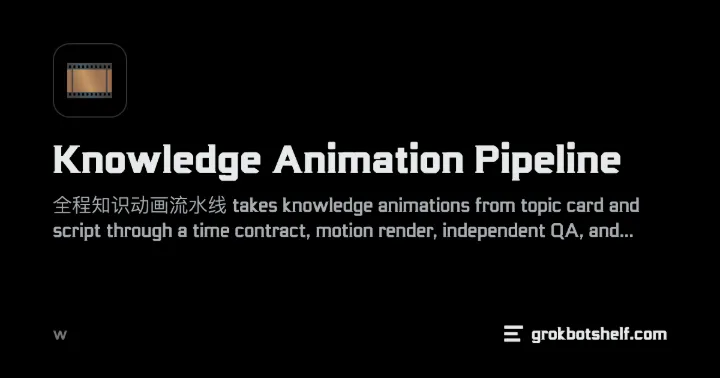 Knowledge Animation Pipeline
全程知识动画流水线 takes knowledge animations from topic card and
script through a time contract, motion render, independent QA, and...
w
grokbotshelf.com